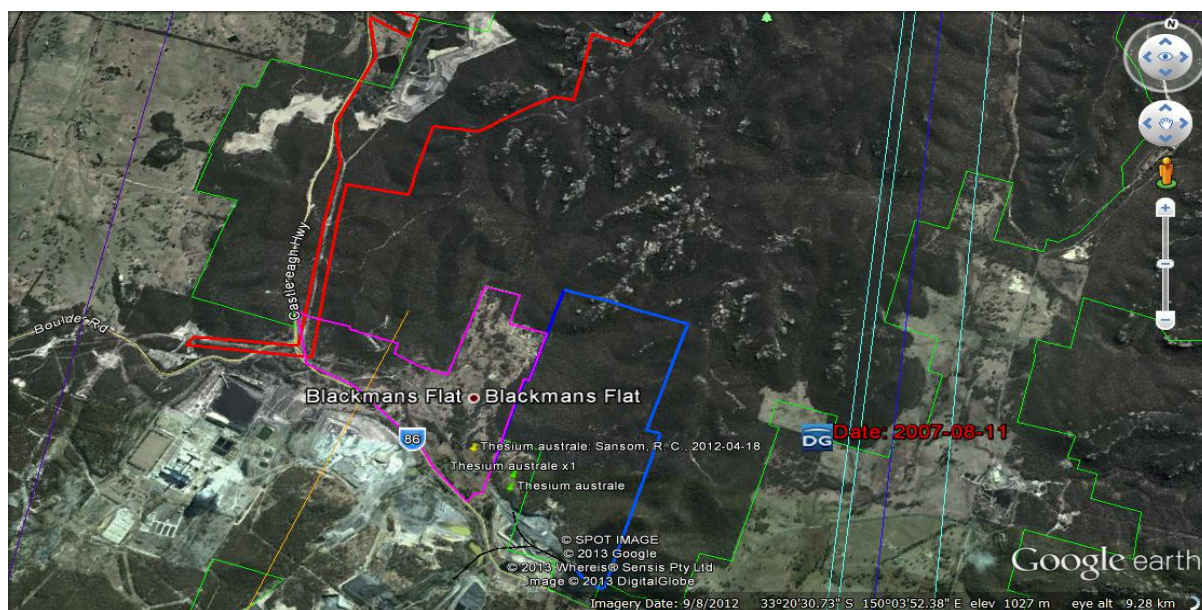 N
Castlereagh Hwy
Boulder Rd
Blackmans Flat Blackmans Flat
86
DG Date: 2007-08-11
Thesium australe: Sansom, R. C., 2012-04-18
Thesium australe x1
Thesium australe
© SPOT IMAGE
© 2013 Google
© 2013 Whereis® Sensis Pty Ltd
Image © 2013 DigitalGlobe
Google earth
Imagery Date: 9/8/2012 33°20'30.73" S 150°03'52.38" E elev 1027 m eye alt 9.28 km